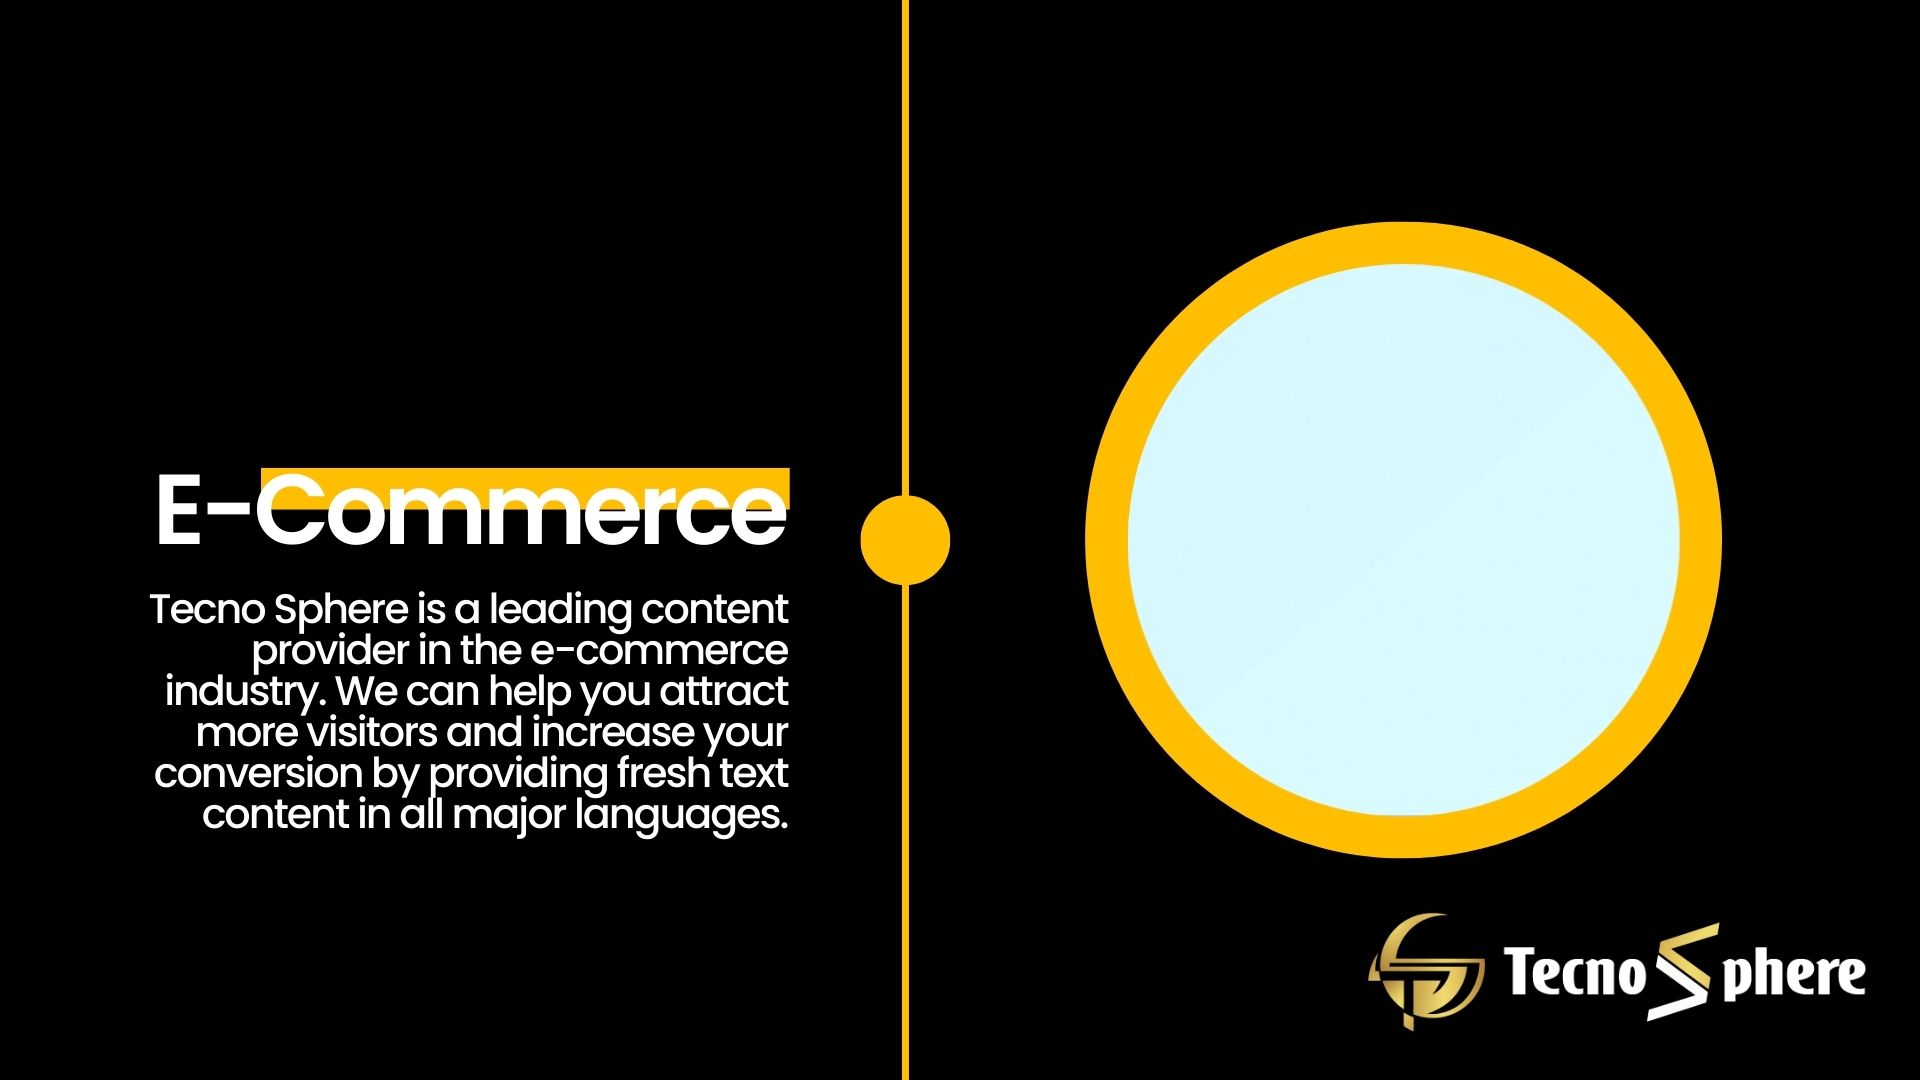 E-Commerce
Tecno Sphere is a leading content
provider in the e-commerce
industry. We can help you attract
more visitors and increase your
conversion by providing fresh text
content in all major languages.
Tecno Sphere